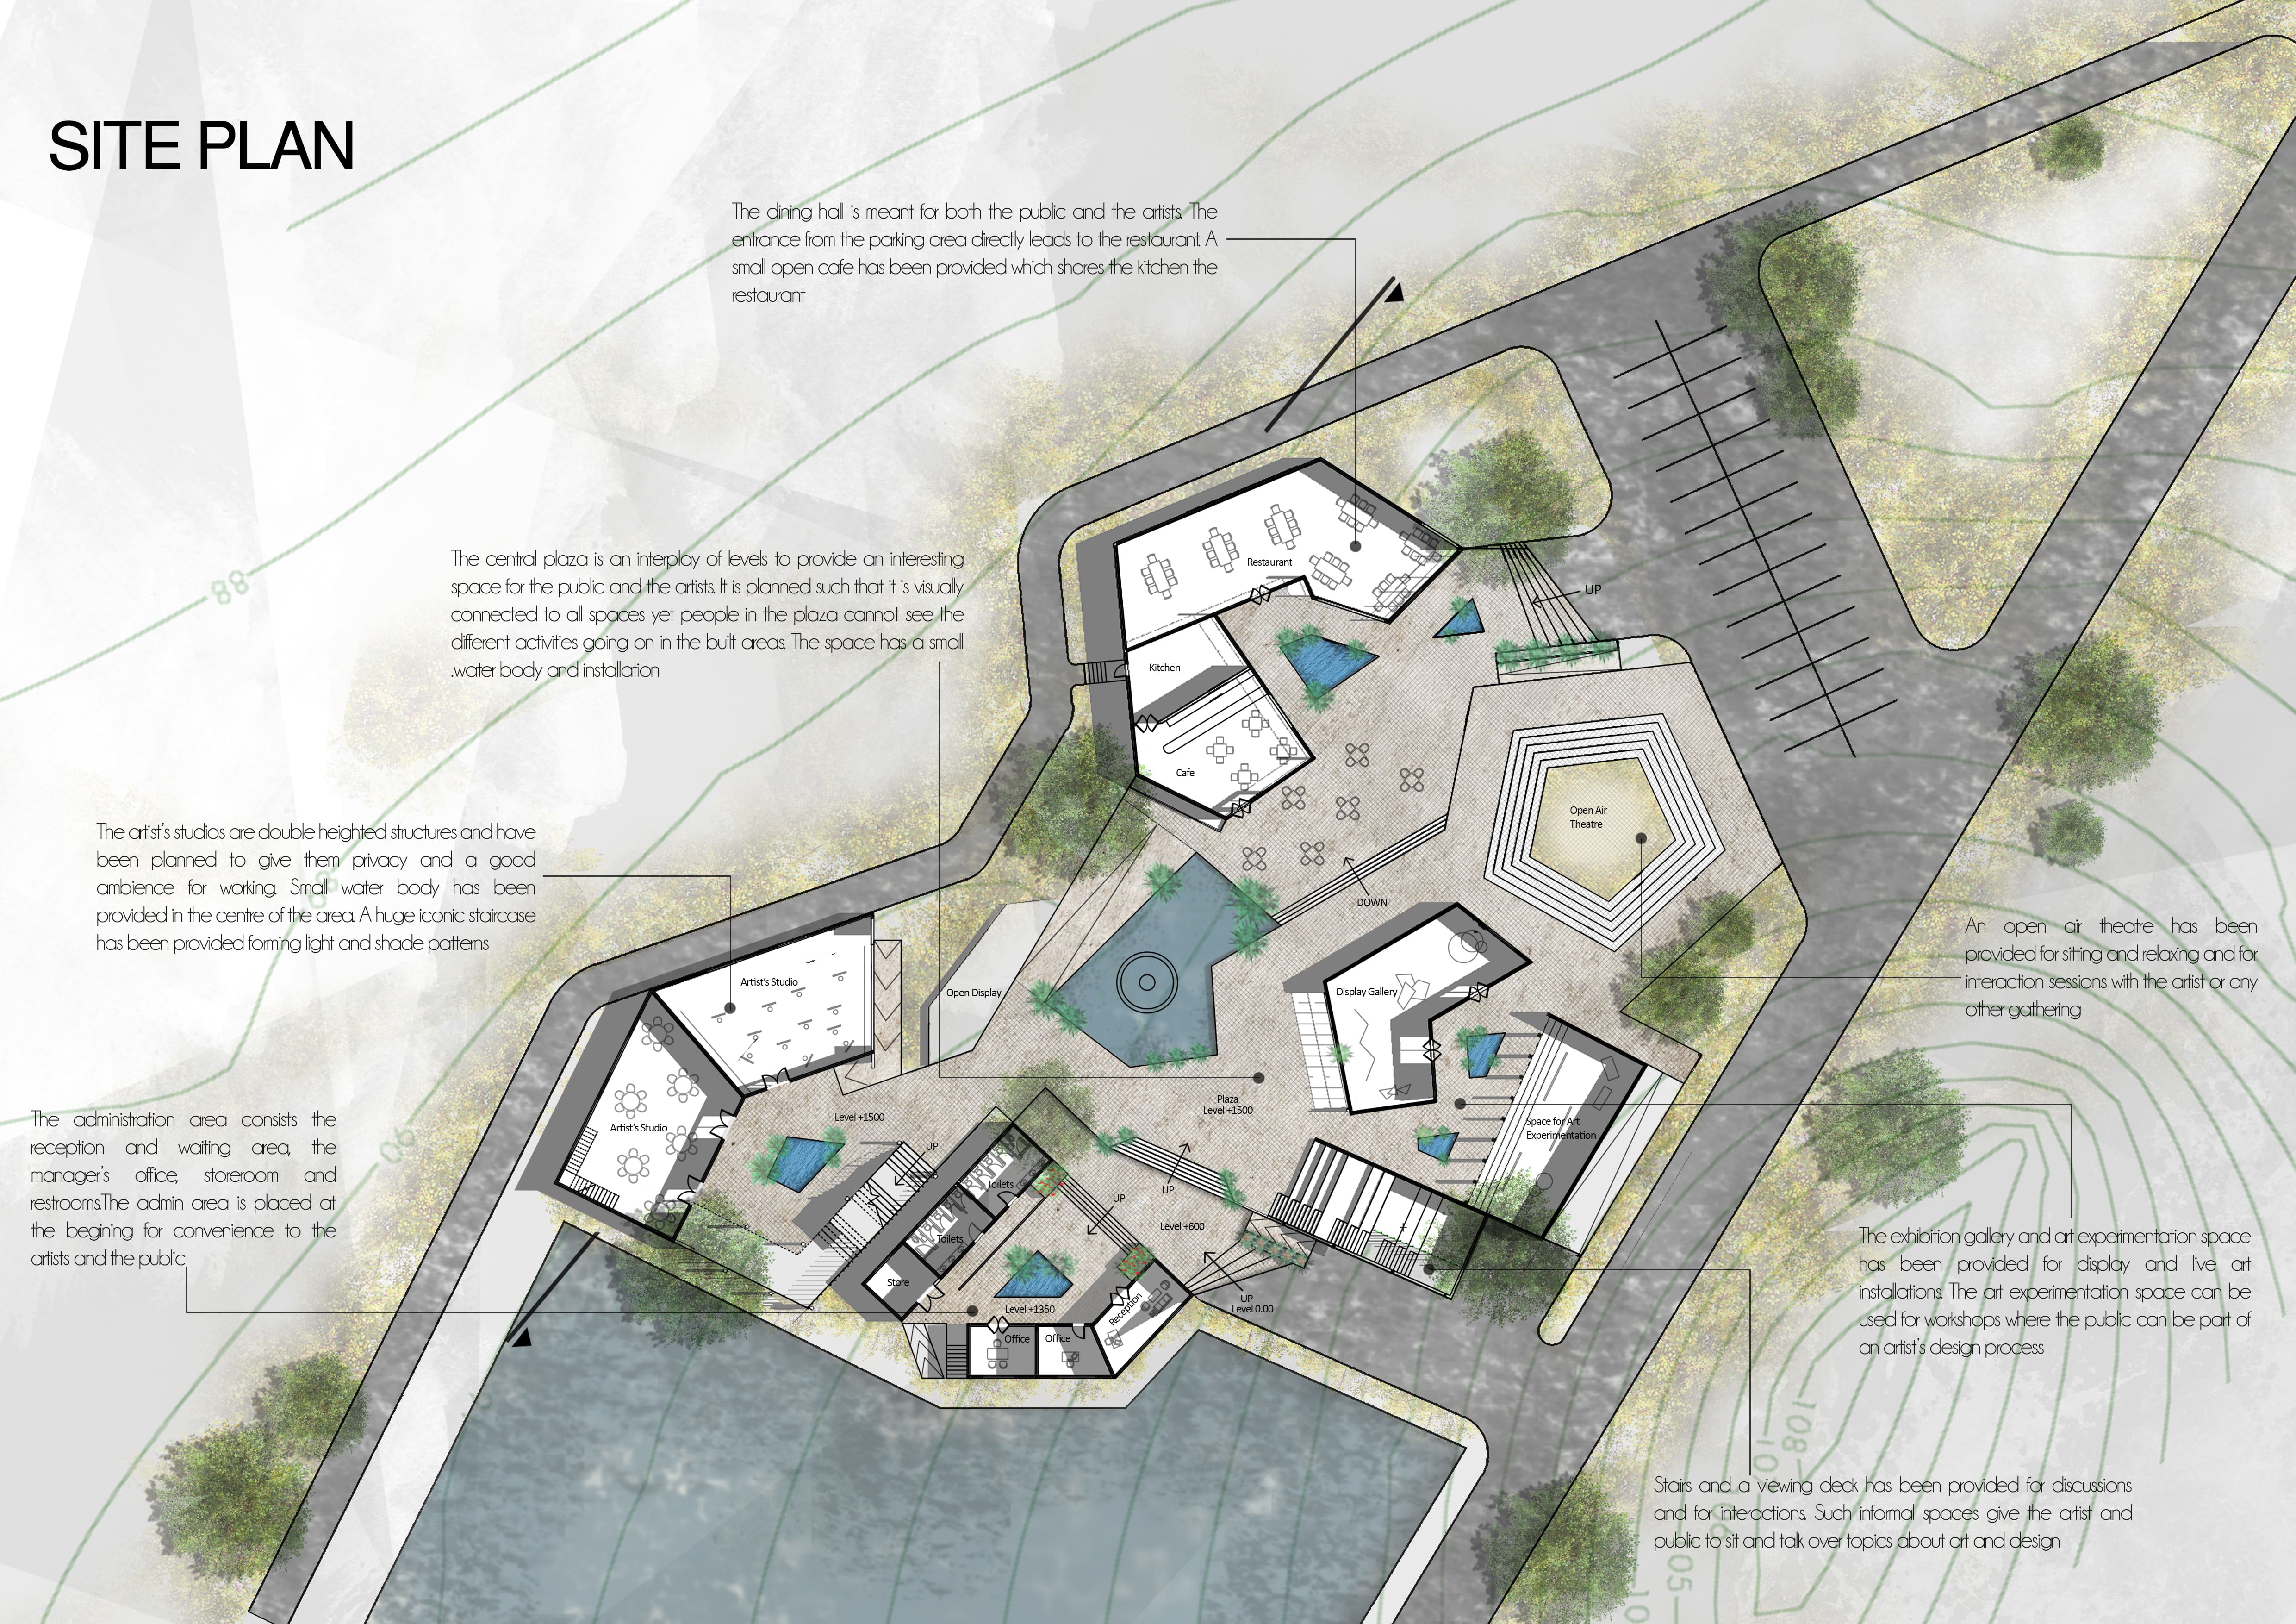 SITE PLAN
The dining hall is meant for both the public and the artists. The
entrance from the parking area directly leads to the restaurant. A
small open cafe has been provided which shares the kitchen the
restaurant
The central plaza is an interplay of levels to provide an interesting
space for the public and the artists. It is planned such that it is visually
connected to all spaces yet people in the plaza cannot see the
different activities going on in the built areas. The space has a small
.water body and installation
88
The artist's studios are double heighted structures and have
been planned to give them privacy and a good
ambience for working. Small water body has been
provided in the centre of the area. A huge iconic staircase
has been provided forming light and shade patterns
The administration area consists the
reception and waiting area, the
manager's office, storeroom and
restrooms.The admin area is placed at
the begining for convenience to the
artists and the public
90
Restaurant
UP
Kitchen
Cafe
Open Air
Theatre
DOWN
Artist's Studio
Open Display
Display Gallery
Artist's Studio
Level +1500
Plaza
Level +1500
Space for Art
Experimentation
UP
Toilets
UP
UP
Level +600
Toilets
Store
Level +1350
Reception
UP
Level 0.00
Office
Office
An open air theatre has been
provided for sitting and relaxing and for
interaction sessions with the artist or any
other gathering
The exhibition gallery and art experimentation space
has been provided for display and live art
installations. The art experimentation space can be
used for workshops where the public can be part of
an artist's design process
108
Stairs and a viewing deck has been provided for discussions
and for interactions. Such informal spaces give the artist and
public to sit and talk over topics about art and design